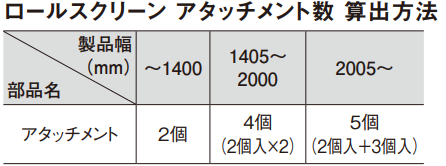 ロールスクリーン アタッチメント数 算出方法
製品幅
(mm)
部品名
～1400
1405～
2000
2005～
アタッチメント
2個
4個
(2個入×2)
5個
(2個入＋3個入)